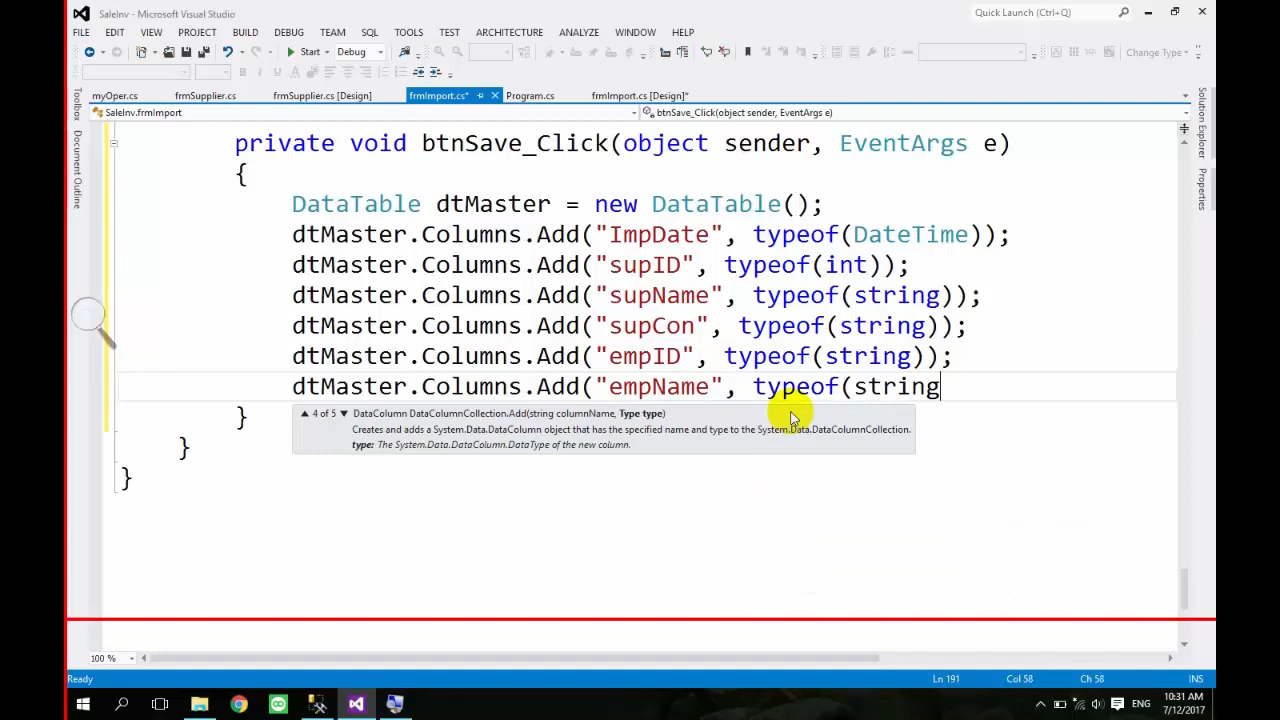 SaleInv - Microsoft Visual Studio
Quick Launch (Ctrl+Q)
FILE EDIT VIEW PROJECT BUILD DEBUG TEAM SQL TOOLS TEST ARCHITECTURE ANALYZE WINDOW HELP
Start Debug Change Type
myOper.cs frmSupplier.cs frmSupplier.cs [Design] frmImport.cs* Program.cs frmImport.cs [Design]*
SaleInv.frmImport btnSave_Click(object sender, EventArgs e)
Toolbox
Document Outline
Solution Explorer
Properties
private void btnSave_Click(object sender, EventArgs e)
{
DataTable dtMaster = new DataTable();
dtMaster.Columns.Add("ImpDate", typeof(DateTime));
dtMaster.Columns.Add("supID", typeof(int));
dtMaster.Columns.Add("supName", typeof(string));
dtMaster.Columns.Add("supCon", typeof(string));
dtMaster.Columns.Add("empID", typeof(string));
dtMaster.Columns.Add("empName", typeof(string
}
4 of 5 DataColumn DataColumnCollection.Add(string columnName, Type type)
Creates and adds a System.Data.DataColumn object that has the specified name and type to the System.Data.DataColumnCollection.
type: The System.Data.DataColumn.DataType of the new column.
}
}
100 %
Ready Ln 191 Col 58 Ch 58 INS
ENG
10:31 AM
7/12/2017